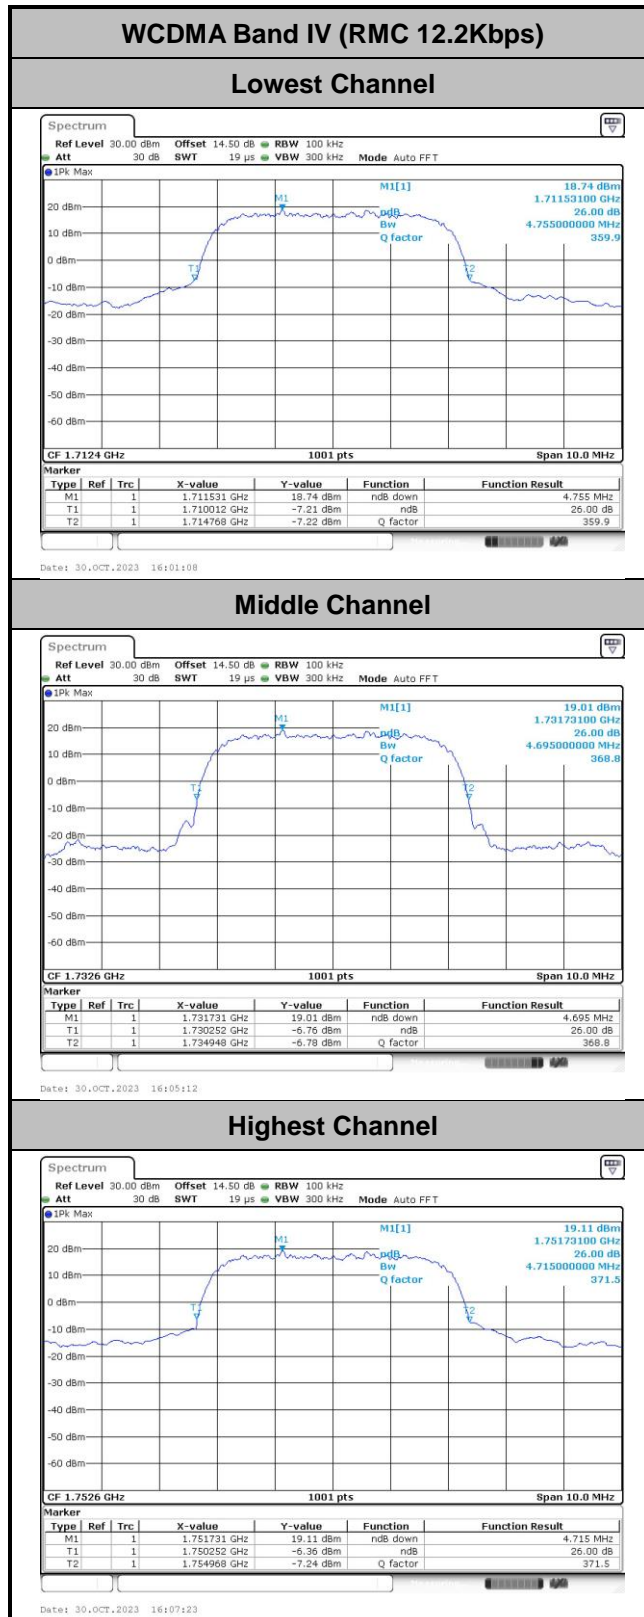 WCDMA Band IV (RMC 12.2Kbps)
Lowest Channel
Spectrum
Ref Level 30.00 dBm Offset 14.50 dB RBW 100 kHz
Att 30 dB SWT 19 µs VBW 300 kHz Mode Auto FFT
1Pk Max
M1[1] 18.74 dBm
1.71153100 GHz
ndB 26.00 dB
Bw 4.755000000 MHz
Q factor 359.9
M1
20 dBm
10 dBm
0 dBm
T1 T2
-10 dBm
-20 dBm
-30 dBm
-40 dBm
-50 dBm
-60 dBm
CF 1.7124 GHz 1001 pts Span 10.0 MHz
Marker
Type Ref Trc X-value Y-value Function Function Result
M1 1 1.711531 GHz 18.74 dBm ndB down 4.755 MHz
T1 1 1.710012 GHz -7.21 dBm ndB 26.00 dB
T2 1 1.714768 GHz -7.22 dBm Q factor 359.9
Date: 30.OCT.2023 16:01:08
Middle Channel
Spectrum
Ref Level 30.00 dBm Offset 14.50 dB RBW 100 kHz
Att 30 dB SWT 19 µs VBW 300 kHz Mode Auto FFT
1Pk Max
M1[1] 19.01 dBm
1.73173100 GHz
ndB 26.00 dB
Bw 4.695000000 MHz
Q factor 368.8
M1
20 dBm
10 dBm
0 dBm
T1 T2
-10 dBm
-20 dBm
-30 dBm
-40 dBm
-50 dBm
-60 dBm
CF 1.7326 GHz 1001 pts Span 10.0 MHz
Marker
Type Ref Trc X-value Y-value Function Function Result
M1 1 1.731731 GHz 19.01 dBm ndB down 4.695 MHz
T1 1 1.730252 GHz -6.76 dBm ndB 26.00 dB
T2 1 1.734948 GHz -6.78 dBm Q factor 368.8
Date: 30.OCT.2023 16:05:12
Highest Channel
Spectrum
Ref Level 30.00 dBm Offset 14.50 dB RBW 100 kHz
Att 30 dB SWT 19 µs VBW 300 kHz Mode Auto FFT
1Pk Max
M1[1] 19.11 dBm
1.75173100 GHz
ndB 26.00 dB
Bw 4.715000000 MHz
Q factor 371.5
M1
20 dBm
10 dBm
0 dBm
T1 T2
-10 dBm
-20 dBm
-30 dBm
-40 dBm
-50 dBm
-60 dBm
CF 1.7526 GHz 1001 pts Span 10.0 MHz
Marker
Type Ref Trc X-value Y-value Function Function Result
M1 1 1.751731 GHz 19.11 dBm ndB down 4.715 MHz
T1 1 1.750252 GHz -6.36 dBm ndB 26.00 dB
T2 1 1.754968 GHz -7.24 dBm Q factor 371.5
Date: 30.OCT.2023 16:07:23